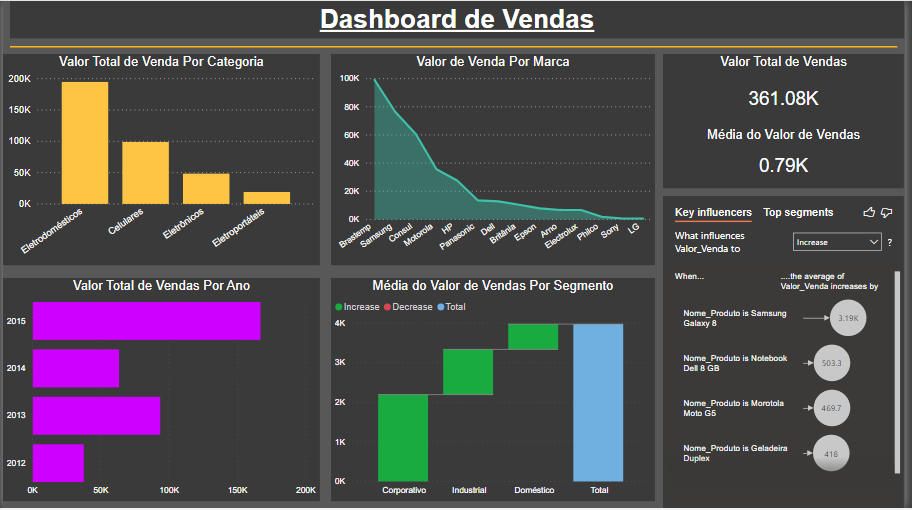 Dashboard de Vendas
Valor Total de Venda Por Categoria
200K
150K
100K
50K
0K
Eletrodomésticos
Celulares
Eletrônicos
Eletroportáteis
Valor de Venda Por Marca
100K
80K
60K
40K
20K
0K
Brastemp
Samsung
Consul
Motorola
HP
Panasonic
Dell
Britânia
Epson
Arno
Electrolux
Philco
Sony
LG
Valor Total de Vendas
361.08K
Média do Valor de Vendas
0.79K
Key influencers Top segments
What influences
Valor_Venda to
Increase
?
When...
....the average of
Valor_Venda increases by
Nome_Produto is Samsung
Galaxy 8
3.19K
Nome_Produto is Notebook
Dell 8 GB
503.3
Nome_Produto is Morotola
Moto G5
469.7
Nome_Produto is Geladeira
Duplex
418
Valor Total de Vendas Por Ano
2015
2014
2013
2012
0K 50K 100K 150K 200K
Média do Valor de Vendas Por Segmento
Increase Decrease Total
4K
3K
2K
1K
0K
Corporativo Industrial Doméstico Total